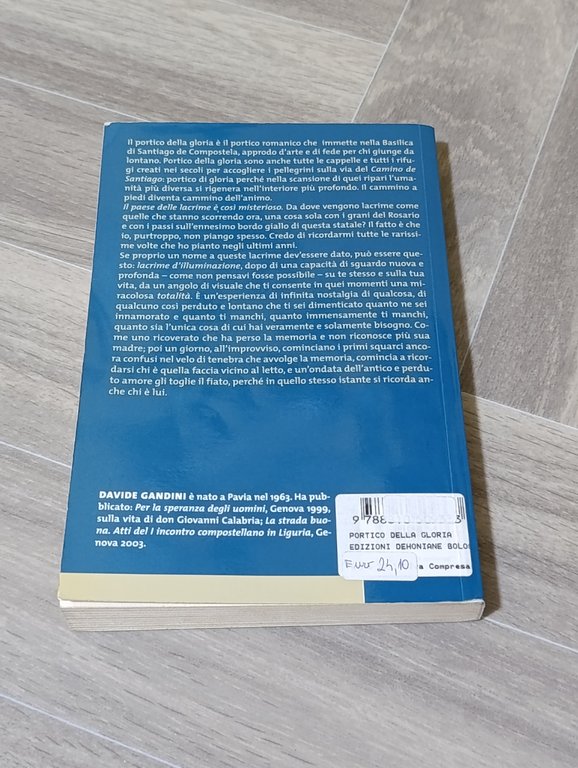 Il portico della gloria è il portico romanico che immette nella Basilica
di Santiago de Compostela, approdo d'arte e di fede per chi giunge da
lontano. Portico della gloria sono anche tutte le cappelle e tutti i rifu-
gi creati nei secoli per accogliere i pellegrini sulla via del Camino de
Santiago: portico di gloria perché nella scansione di quei ripari l'uma-
nità più diversa si rigenera nell'interiore più profondo. Il cammino a
piedi diventa cammino dell'animo.
Il paese delle lacrime è così misterioso. Da dove vengono lacrime come
quelle che stanno scorrendo ora, una cosa sola con i grani del Rosario
e con i passi sull'ennesimo bordo giallo di questa statale? Il fatto è che
io, purtroppo, non piango spesso. Credo di ricordarmi tutte le rarissi-
me volte che ho pianto negli ultimi anni.
Se proprio un nome a queste lacrime dev'essere dato, può essere que-
sto: lacrime d'illuminazione, dopo di una capacità di sguardo nuova e
profonda – come non pensavi fosse possibile – su te stesso e sulla tua
vita, da un angolo di visuale che ti consente in quei momenti una mi-
racolosa totalità. È un'esperienza di infinita nostalgia di qualcosa, di
qualcuno così perduto e lontano che ti sei dimenticato quanto ne sei
innamorato e quanto ti manchi, quanto immensamente ti manchi,
quanto sia l'unica cosa di cui hai veramente e solamente bisogno. Co-
me uno ricoverato che ha perso la memoria e non riconosce più sua
madre; poi un giorno, all'improvviso, cominciano i primi squarci anco-
ra confusi nel velo di tenebra che avvolge la memoria, comincia a ricor-
darsi chi è quella faccia vicino al letto, e un'ondata dell'antico e perdu-
to amore gli toglie il fiato, perché in quello stesso istante si ricorda an-
che chi è lui.
DAVIDE GANDINI è nato a Pavia nel 1963. Ha pub-
blicato: Per la speranza degli uomini, Genova 1999,
sulla vita di don Giovanni Calabria; La strada buo-
na. Atti del I incontro compostellano in Liguria, Ge-
nova 2003.
PORTICO DELLA GLORIA
EDIZIONI DEHONIANE BOLO
Euro 24,10
a Compresa